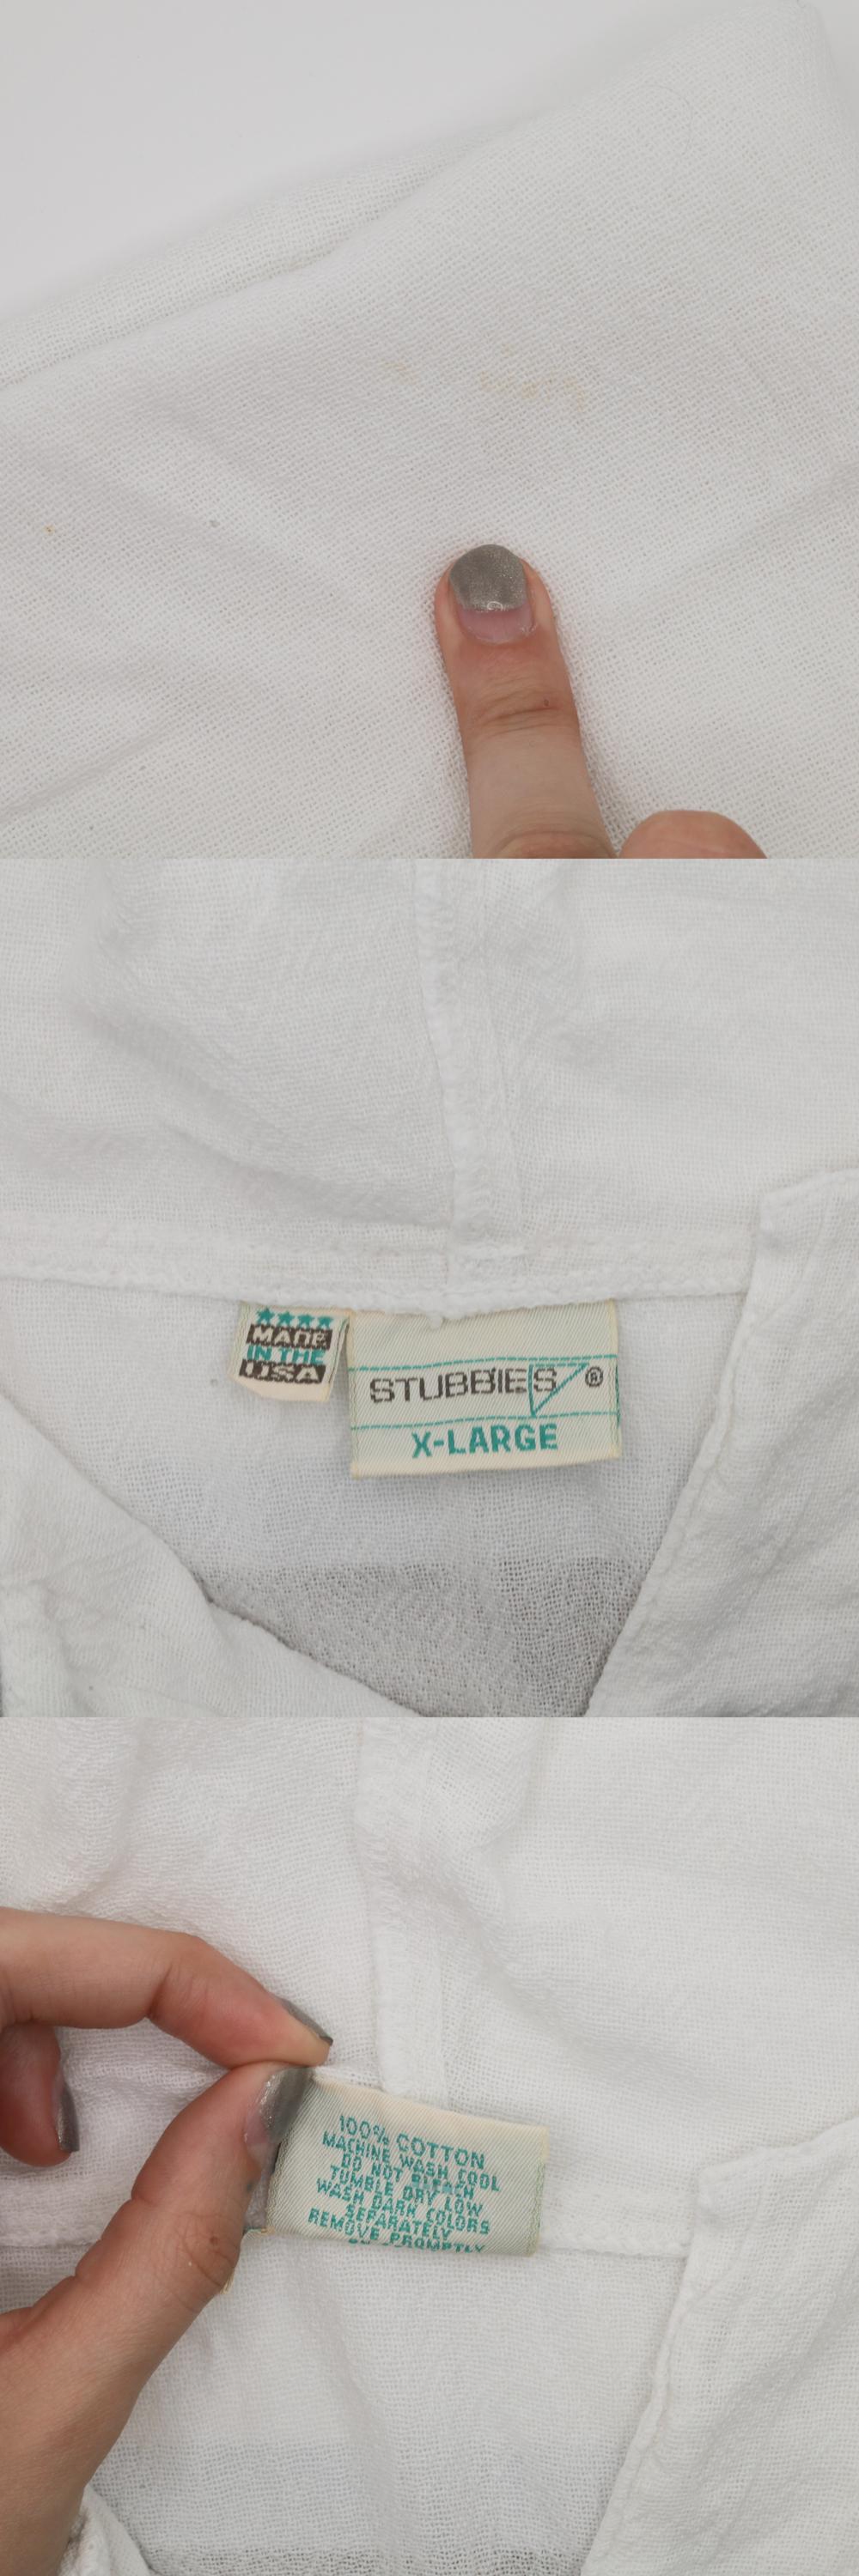 MADE
IN THE
USA
STUBBIES®
X-LARGE
100% COTTON
MACHINE WASH COOL
DO NOT BLEACH
TUMBLE DRY LOW
WASH DARK COLORS
SEPARATELY
REMOVE PROMPTLY